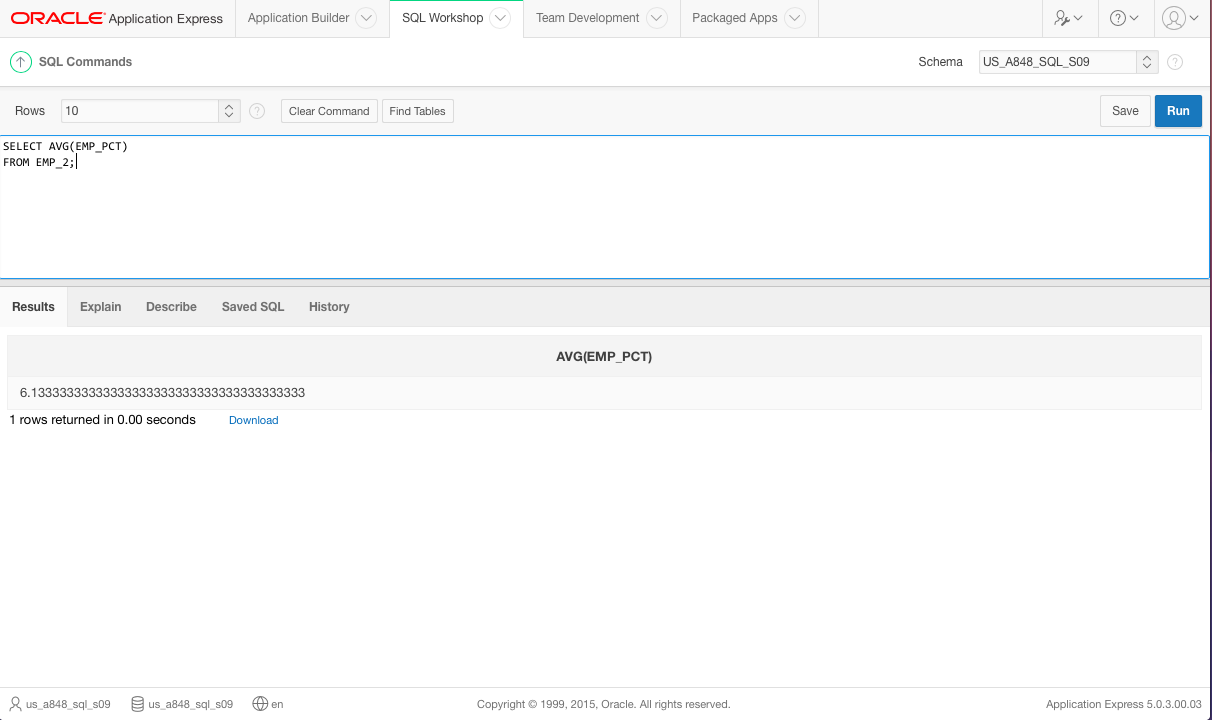 ORACLE Application Express Application Builder SQL Workshop Team Development Packaged Apps
SQL Commands Schema US_A848_SQL_S09
Rows 10 Clear Command Find Tables Save Run
SELECT AVG(EMP_PCT)
FROM EMP_2;
Results Explain Describe Saved SQL History
AVG(EMP_PCT)
6.13333333333333333333333333333333333333
1 rows returned in 0.00 seconds Download
us_a848_sql_s09 us_a848_sql_s09 en Copyright © 1999, 2015, Oracle. All rights reserved. Application Express 5.0.3.00.03